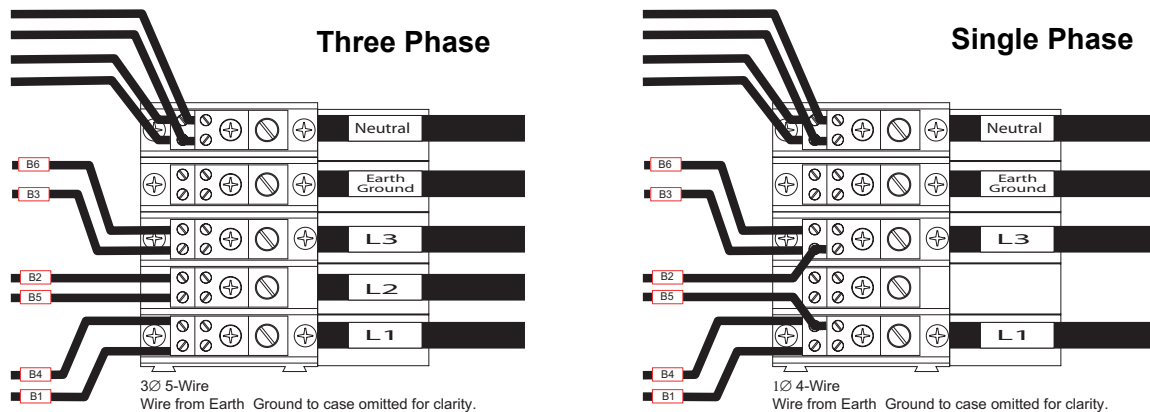 Three Phase
Neutral
B6
Earth
Ground
B3
L3
B2
L2
B5
L1
B4
B1
3Ø 5-Wire
Wire from Earth Ground to case omitted for clarity.
Single Phase
Neutral
B6
Earth
Ground
B3
L3
B2
B5
L1
B4
B1
1Ø 4-Wire
Wire from Earth Ground to case omitted for clarity.